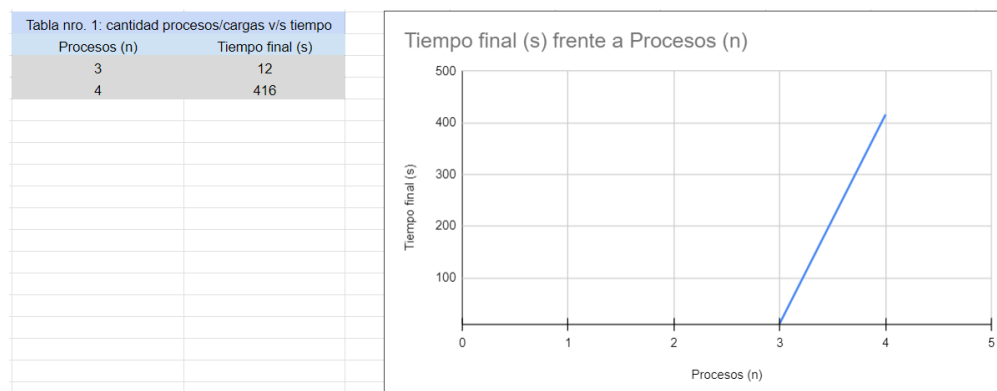 Tabla nro. 1: cantidad procesos/cargas v/s tiempo
Procesos (n) Tiempo final (s)
3 12
4 416
Tiempo final (s) frente a Procesos (n)
500
400
300
200
100
Tiempo final (s)
0 1 2 3 4 5
Procesos (n)